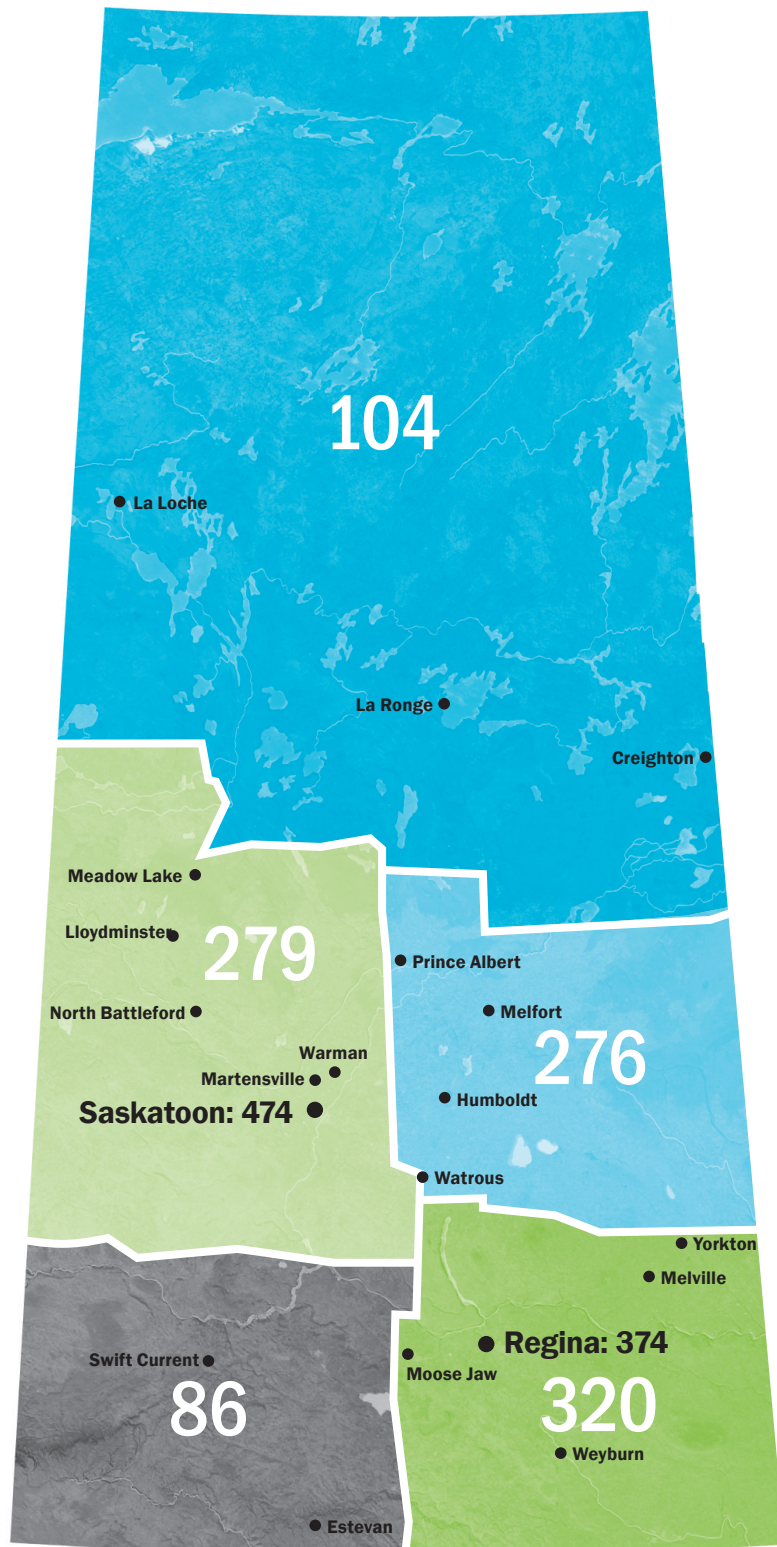 104
La Loche
La Ronge
Creighton
Meadow Lake
Lloydminster
279
Prince Albert
North Battleford
Melfort
276
Warman
Martensville
Humboldt
Saskatoon: 474
Watrous
Yorkton
Melville
Regina: 374
Swift Current
Moose Jaw
86
320
Weyburn
Estevan